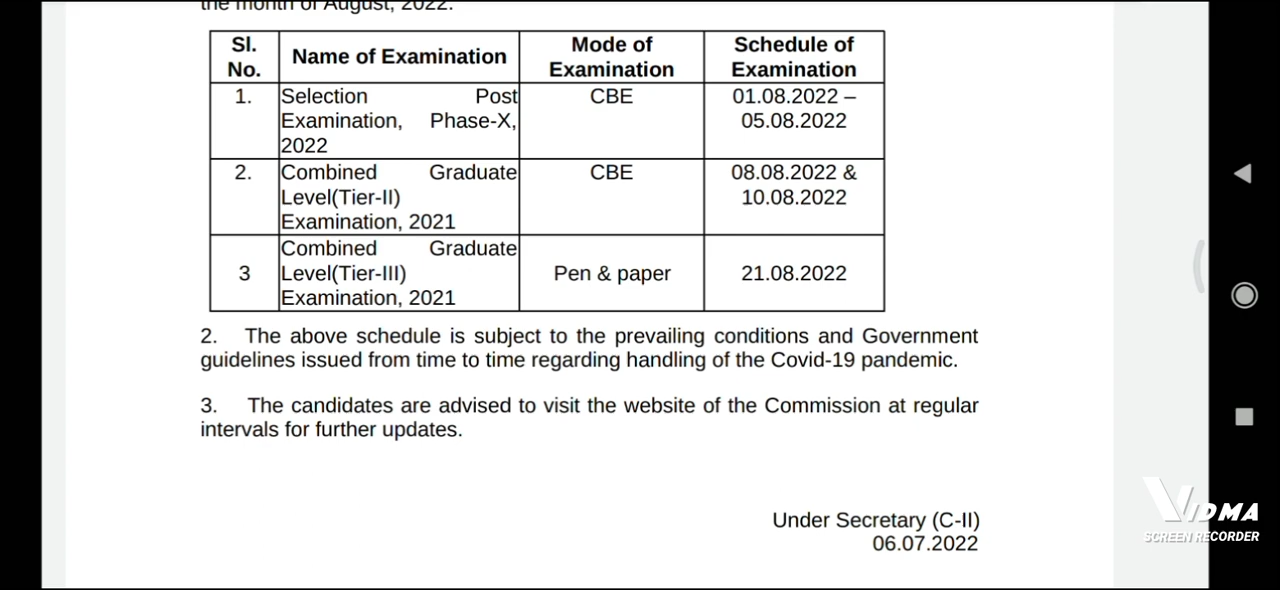 the month of August, 2022.
Sl. No. Name of Examination Mode of Examination Schedule of Examination
1. Selection Post Examination, Phase-X, 2022 CBE 01.08.2022 – 05.08.2022
2. Combined Graduate Level(Tier-II) Examination, 2021 CBE 08.08.2022 & 10.08.2022
3 Combined Graduate Level(Tier-III) Examination, 2021 Pen & paper 21.08.2022
2. The above schedule is subject to the prevailing conditions and Government
guidelines issued from time to time regarding handling of the Covid-19 pandemic.
3. The candidates are advised to visit the website of the Commission at regular
intervals for further updates.
Under Secretary (C-II)
06.07.2022
VIDMA
SCREEN RECORDER